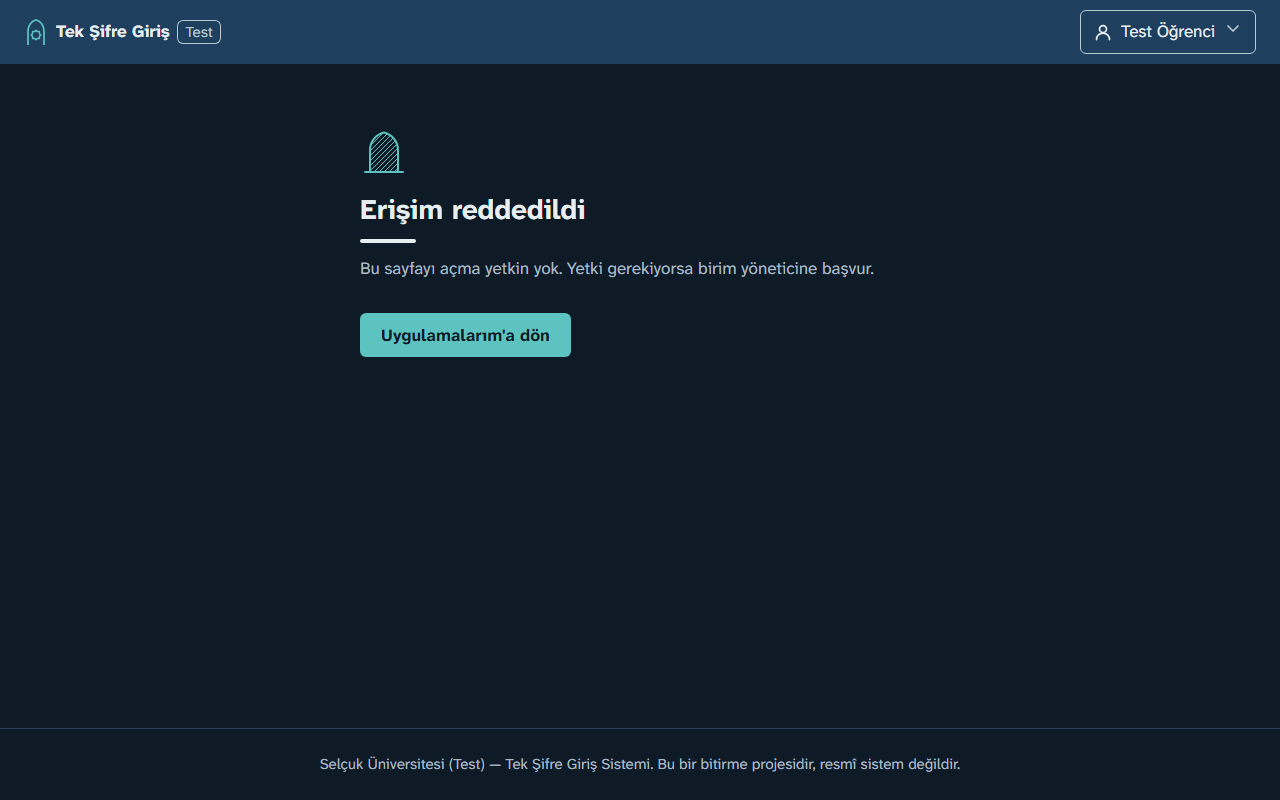 Tek Şifre Giriş Test
Test Öğrenci
Erişim reddedildi
Bu sayfayı açma yetkin yok. Yetki gerekiyorsa birim yöneticine başvur.
Uygulamalarım'a dön
Selçuk Üniversitesi (Test) — Tek Şifre Giriş Sistemi. Bu bir bitirme projesidir, resmî sistem değildir.